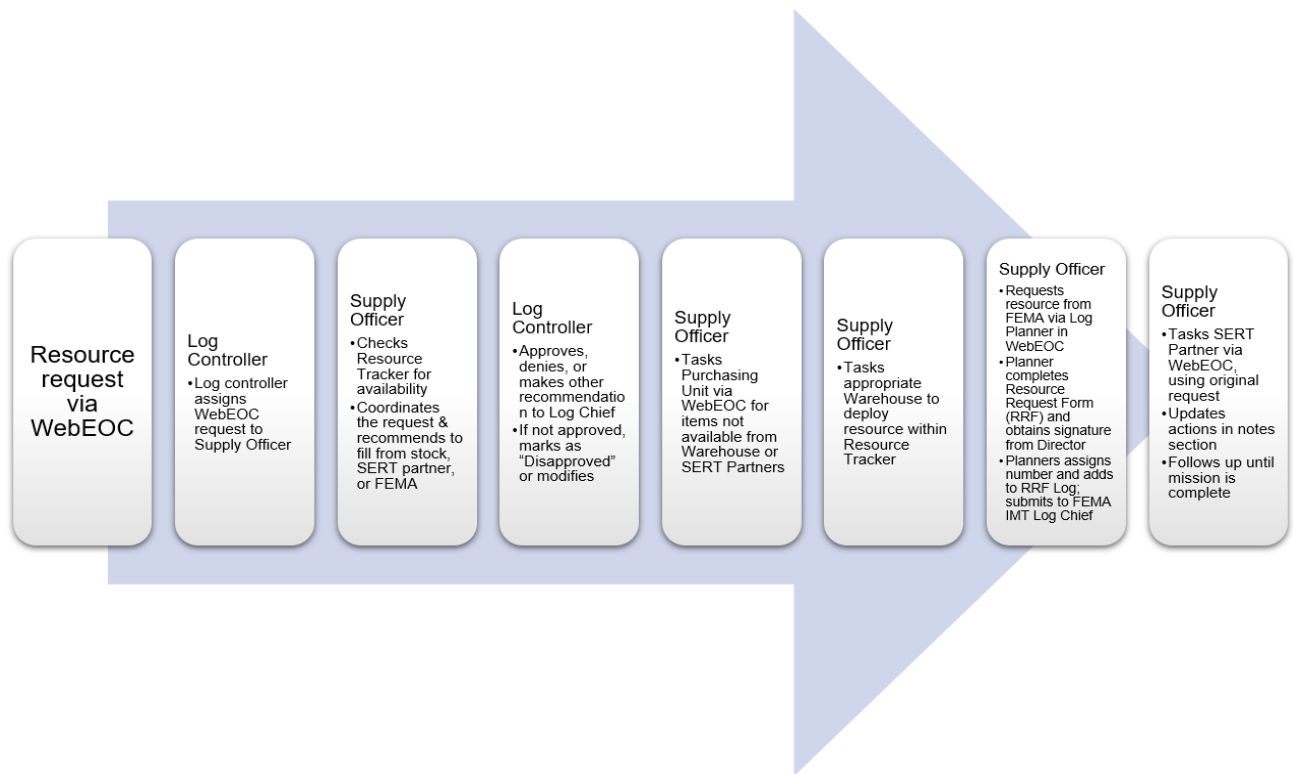 Resource
request
via
WebEOC
Log
Controller
•Log controller
assigns
WebEOC
request to
Supply Officer
Supply
Officer
•Checks
Resource
Tracker for
availability
•Coordinates
the request &
recommends to
fill from stock,
SERT partner,
or FEMA
Log
Controller
•Approves,
denies, or
makes other
recommendatio
n to Log Chief
•If not approved,
marks as
“Disapproved”
or modifies
Supply
Officer
•Tasks
Purchasing
Unit via
WebEOC for
items not
available from
Warehouse or
SERT Partners
Supply
Officer
•Tasks
appropriate
Warehouse to
deploy
resource within
Resource
Tracker
Supply Officer
•Requests
resource from
FEMA via Log
Planner in
WebEOC
•Planner
completes
Resource
Request Form
(RRF) and
obtains signature
from Director
•Planners assigns
number and adds
to RRF Log;
submits to FEMA
IMT Log Chief
Supply
Officer
•Tasks SERT
Partner via
WebEOC,
using original
request
•Updates
actions in notes
section
•Follows up until
mission is
complete